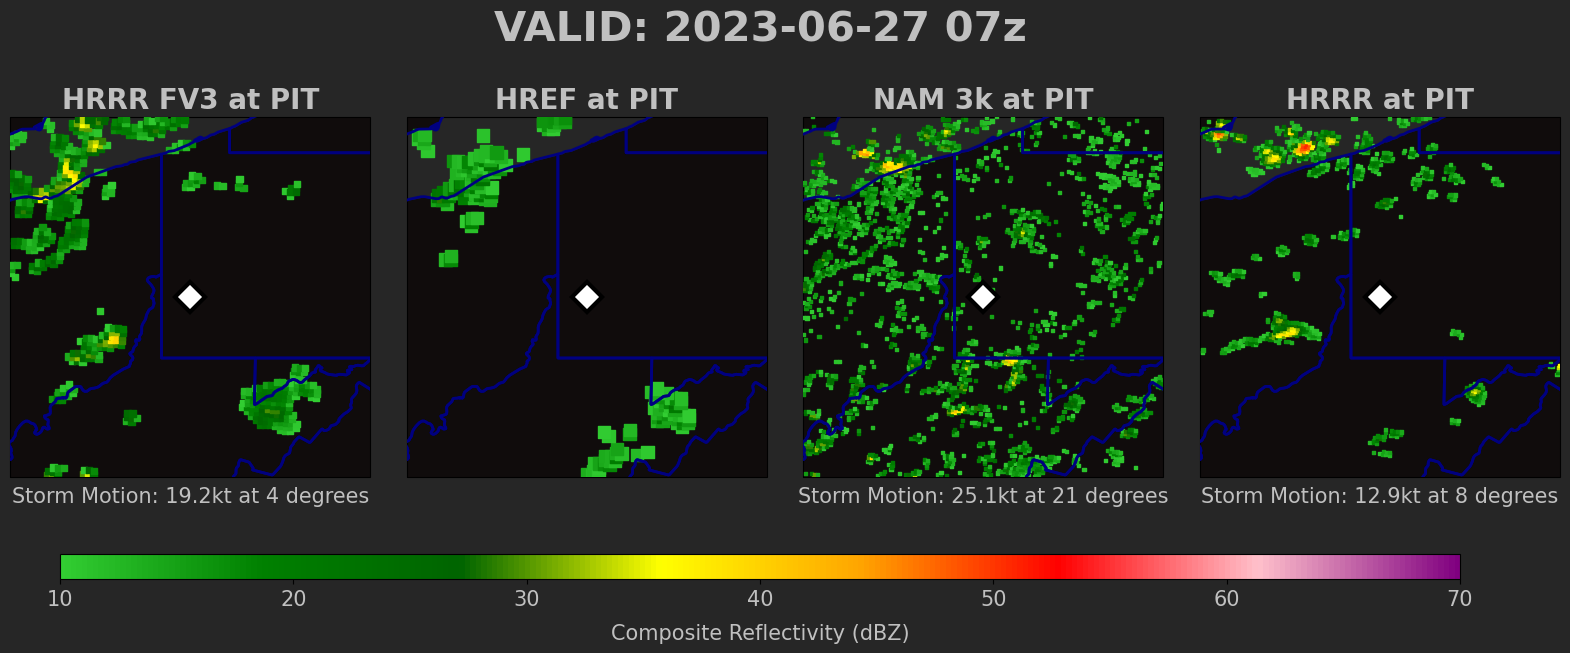 VALID: 2023-06-27 07z
HRRR FV3 at PIT
HREF at PIT
NAM 3k at PIT
HRRR at PIT
Storm Motion: 19.2kt at 4 degrees
Storm Motion: 25.1kt at 21 degrees
Storm Motion: 12.9kt at 8 degrees
10 20 30 40 50 60 70
Composite Reflectivity (dBZ)